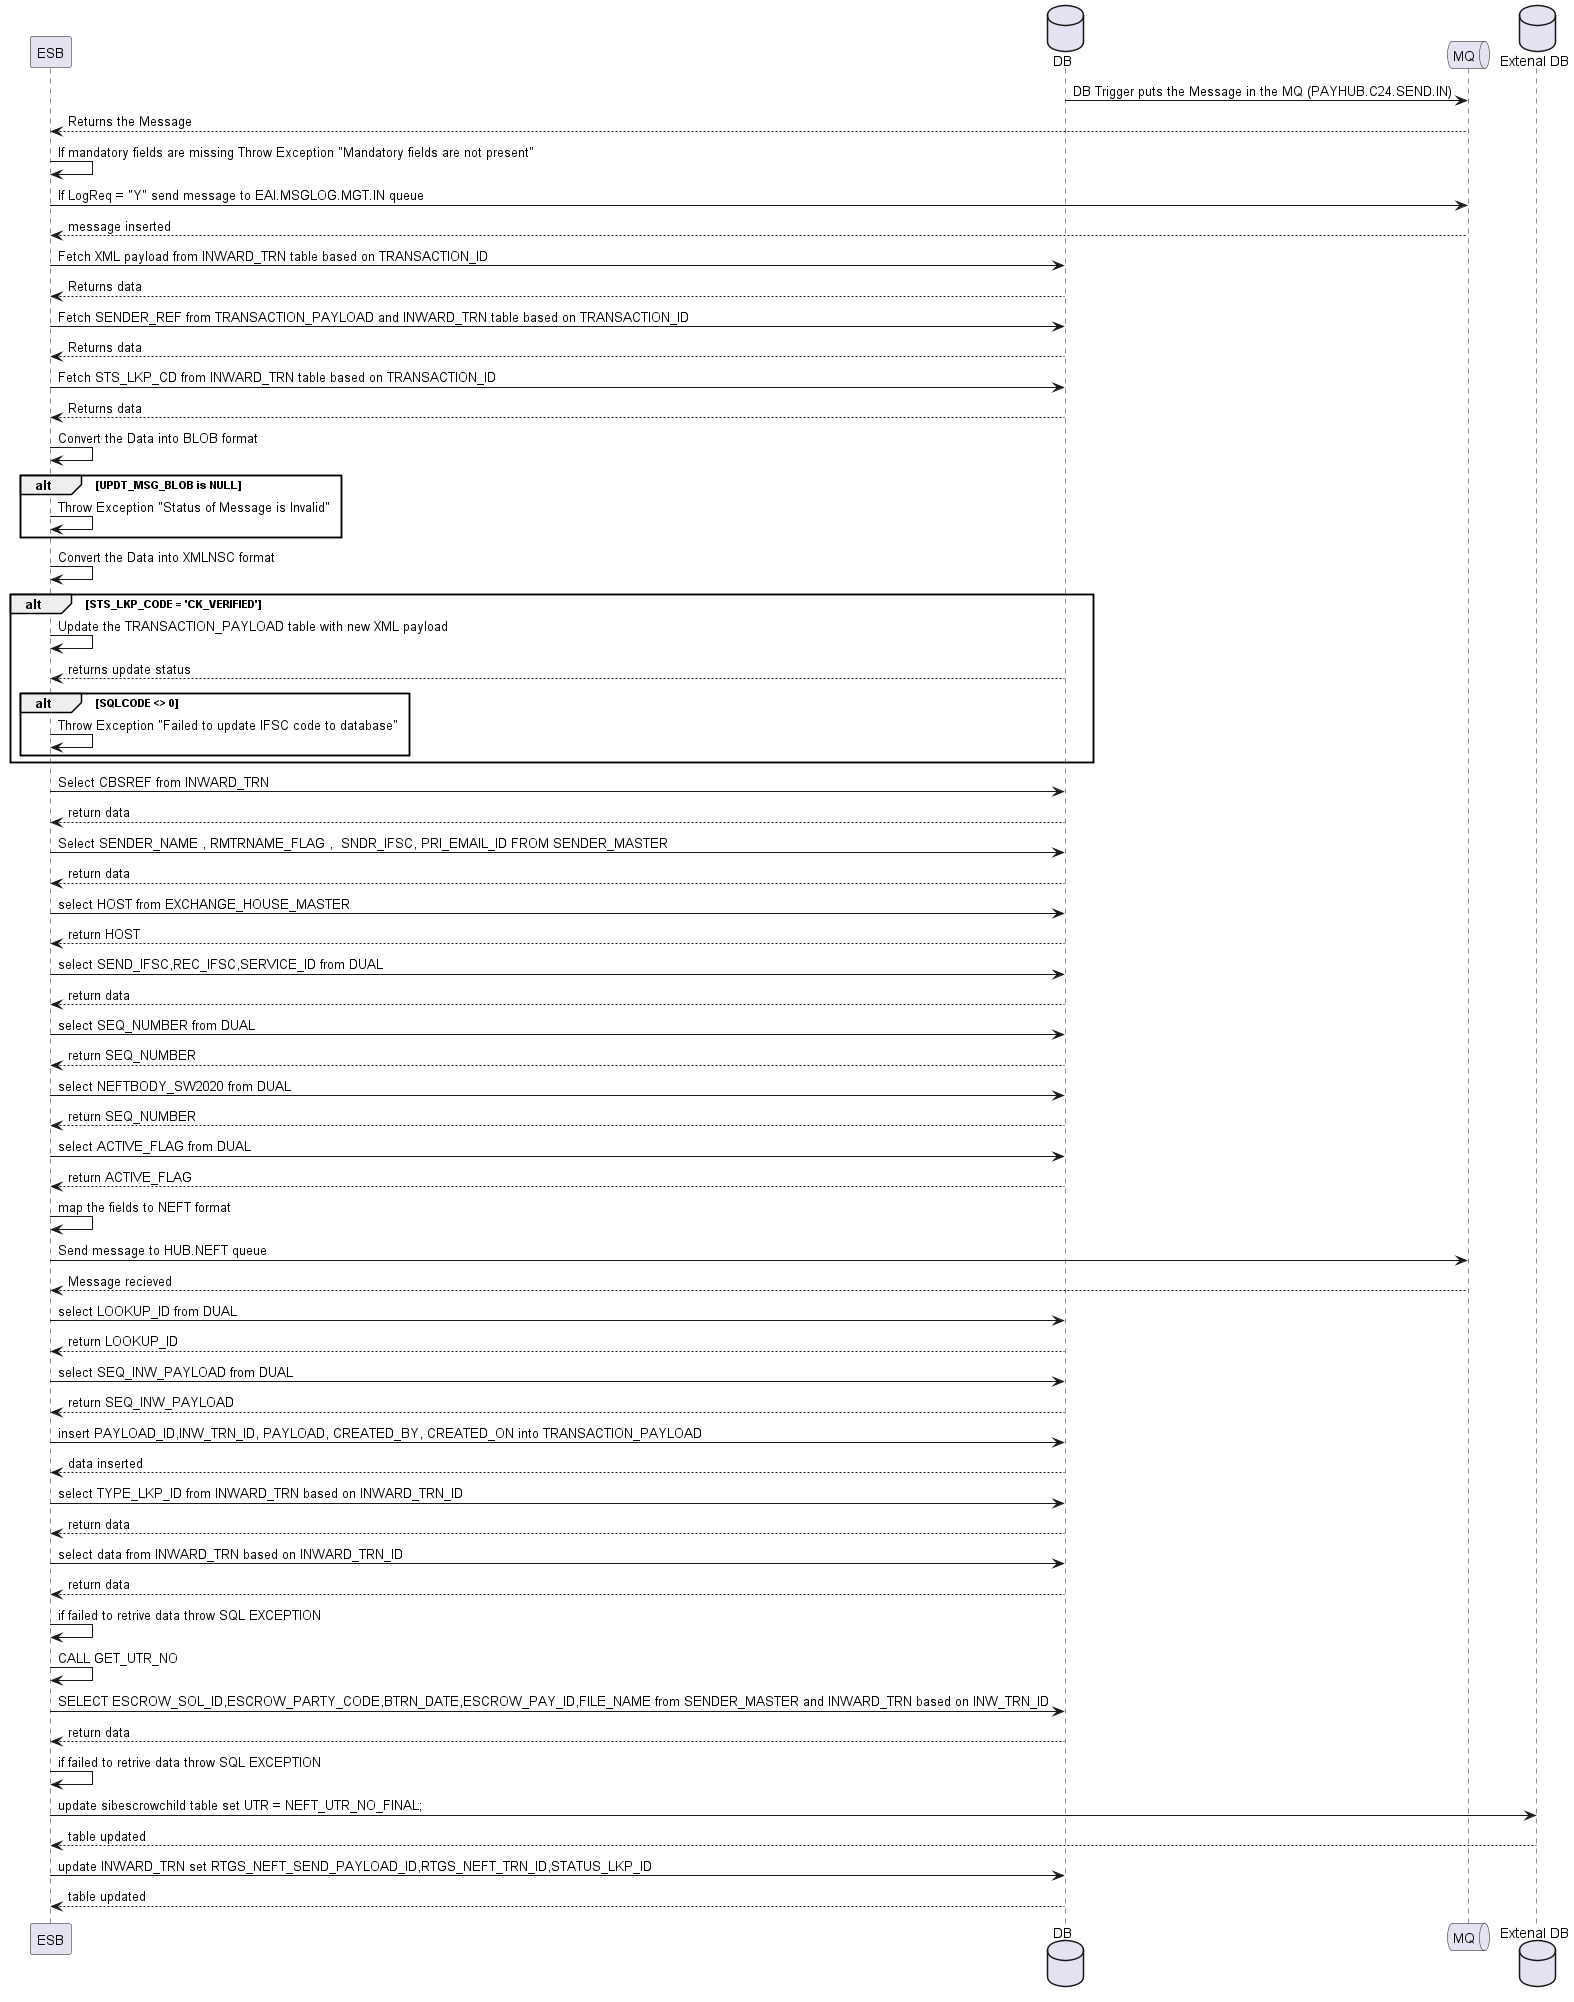 ESB
DB
MQ
Extenal DB
DB Trigger puts the Message in the MQ (PAYHUB.C24.SEND.IN)
Returns the Message
If mandatory fields are missing Throw Exception "Mandatory fields are not present"
If LogReq = "Y" send message to EAI.MSGLOG.MGT.IN queue
message inserted
Fetch XML payload from INWARD_TRN table based on TRANSACTION_ID
Returns data
Fetch SENDER_REF from TRANSACTION_PAYLOAD and INWARD_TRN table based on TRANSACTION_ID
Returns data
Fetch STS_LKP_CD from INWARD_TRN table based on TRANSACTION_ID
Returns data
Convert the Data into BLOB format
alt [UPDT_MSG_BLOB is NULL]
Throw Exception "Status of Message is Invalid"
Convert the Data into XMLNSC format
alt [STS_LKP_CODE = 'CK_VERIFIED']
Update the TRANSACTION_PAYLOAD table with new XML payload
returns update status
alt [SQLCODE <> 0]
Throw Exception "Failed to update IFSC code to database"
Select CBSREF from INWARD_TRN
return data
Select SENDER_NAME , RMTRNAME_FLAG ,  SNDR_IFSC, PRI_EMAIL_ID FROM SENDER_MASTER
return data
select HOST from EXCHANGE_HOUSE_MASTER
return HOST
select SEND_IFSC,REC_IFSC,SERVICE_ID from DUAL
return data
select SEQ_NUMBER from DUAL
return SEQ_NUMBER
select NEFTBODY_SW2020 from DUAL
return SEQ_NUMBER
select ACTIVE_FLAG from DUAL
return ACTIVE_FLAG
map the fields to NEFT format
Send message to HUB.NEFT queue
Message recieved
select LOOKUP_ID from DUAL
return LOOKUP_ID
select SEQ_INW_PAYLOAD from DUAL
return SEQ_INW_PAYLOAD
insert PAYLOAD_ID,INW_TRN_ID, PAYLOAD, CREATED_BY, CREATED_ON into TRANSACTION_PAYLOAD
data inserted
select TYPE_LKP_ID from INWARD_TRN based on INWARD_TRN_ID
return data
select data from INWARD_TRN based on INWARD_TRN_ID
return data
if failed to retrive data throw SQL EXCEPTION
CALL GET_UTR_NO
SELECT ESCROW_SOL_ID,ESCROW_PARTY_CODE,BTRN_DATE,ESCROW_PAY_ID,FILE_NAME from SENDER_MASTER and INWARD_TRN based on INW_TRN_ID
return data
if failed to retrive data throw SQL EXCEPTION
update sibescrowchild table set UTR = NEFT_UTR_NO_FINAL;
table updated
update INWARD_TRN set RTGS_NEFT_SEND_PAYLOAD_ID,RTGS_NEFT_TRN_ID,STATUS_LKP_ID
table updated
ESB
DB
MQ
Extenal DB